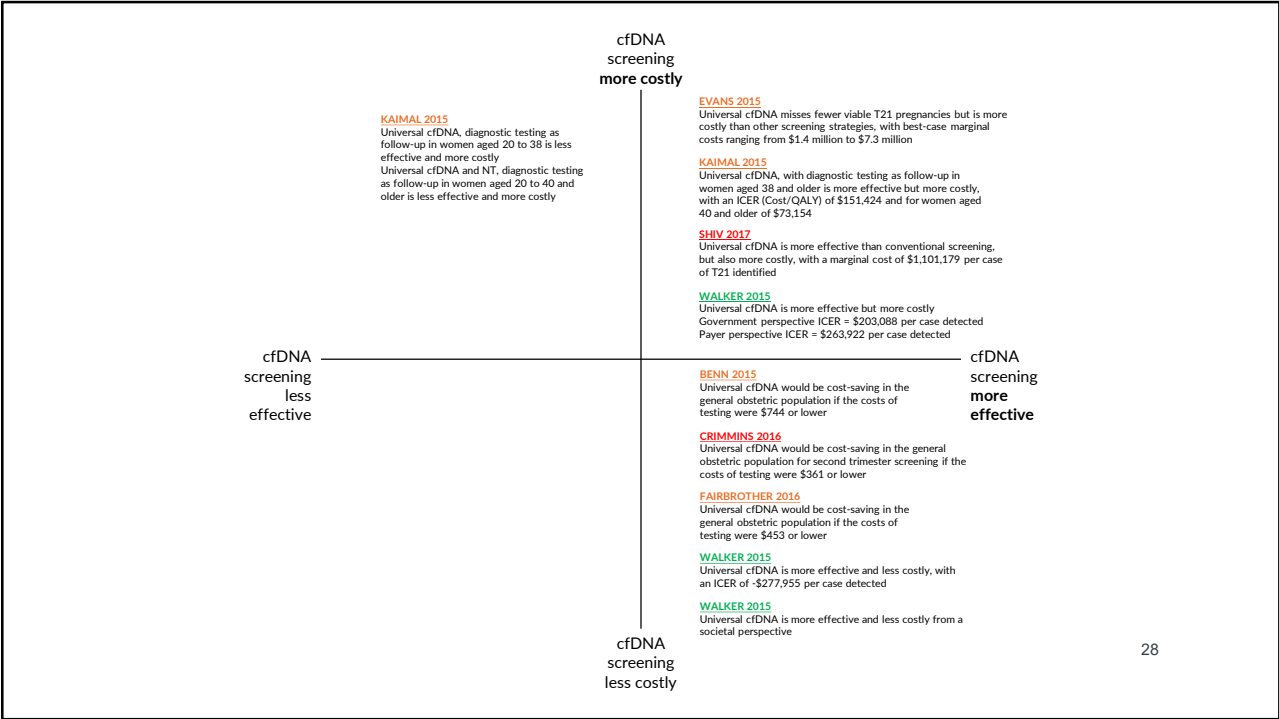 cfDNA
screening
more costly
KAIMAL 2015
Universal cfDNA, diagnostic testing as
follow-up in women aged 20 to 38 is less
effective and more costly
Universal cfDNA and NT, diagnostic testing
as follow-up in women aged 20 to 40 and
older is less effective and more costly
EVANS 2015
Universal cfDNA misses fewer viable T21 pregnancies but is more
costly than other screening strategies, with best-case marginal
costs ranging from $1.4 million to $7.3 million
KAIMAL 2015
Universal cfDNA, with diagnostic testing as follow-up in
women aged 38 and older is more effective but more costly,
with an ICER (Cost/QALY) of $151,424 and for women aged
40 and older of $73,154
SHIV 2017
Universal cfDNA is more effective than conventional screening,
but also more costly, with a marginal cost of $1,101,179 per case
of T21 identified
WALKER 2015
Universal cfDNA is more effective but more costly
Government perspective ICER = $203,088 per case detected
Payer perspective ICER = $263,922 per case detected
cfDNA
screening
less
effective
cfDNA
screening
more
effective
BENN 2015
Universal cfDNA would be cost-saving in the
general obstetric population if the costs of
testing were $744 or lower
CRIMMINS 2016
Universal cfDNA would be cost-saving in the general
obstetric population for second trimester screening if the
costs of testing were $361 or lower
FAIRBROTHER 2016
Universal cfDNA would be cost-saving in the
general obstetric population if the costs of
testing were $453 or lower
WALKER 2015
Universal cfDNA is more effective and less costly, with
an ICER of -$277,955 per case detected
WALKER 2015
Universal cfDNA is more effective and less costly from a
societal perspective
cfDNA
screening
less costly
28